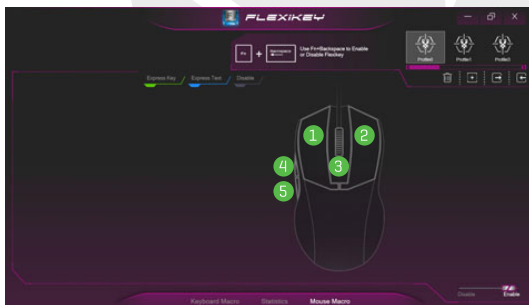 FLEXIKEY
Fn + Backspace Use Fn+Backspace to Enable
or Disable Flexikey
Profile1 Profile2 Profile3
Express Key Express Text Disable
1 2
3
4
5
Disable Enable
Keyboard Macro Statistics Mouse Macro